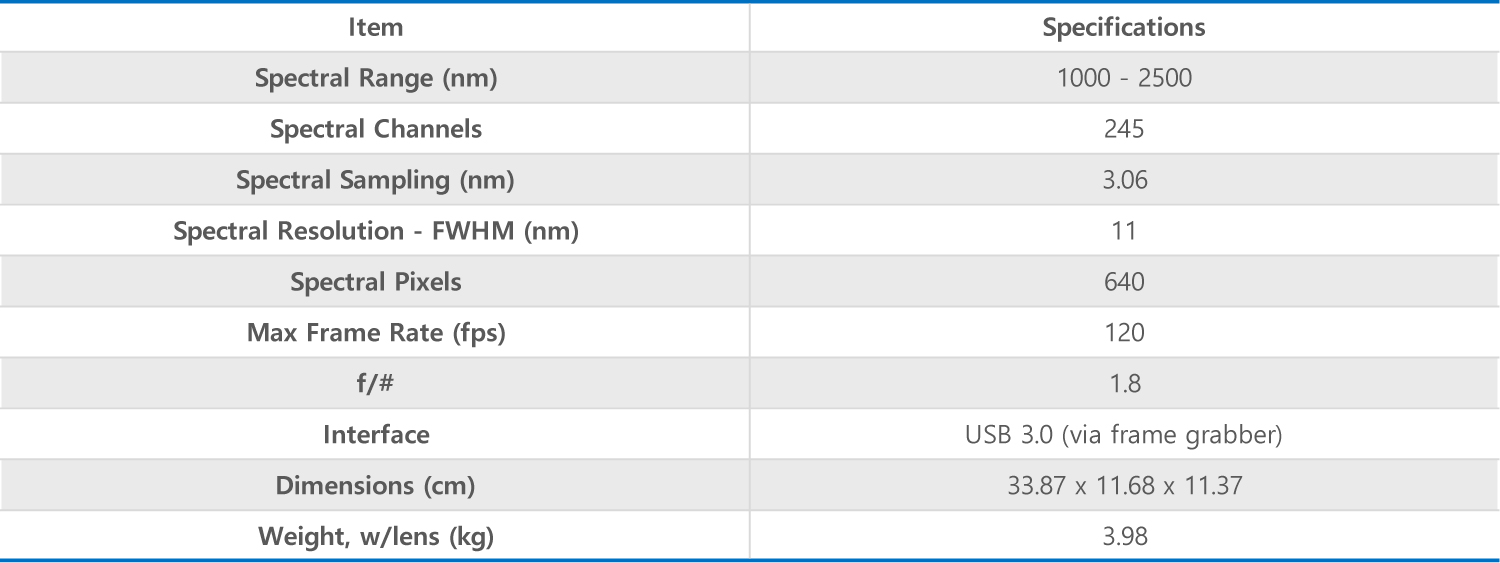 Item Specifications
Spectral Range (nm) 1000 - 2500
Spectral Channels 245
Spectral Sampling (nm) 3.06
Spectral Resolution - FWHM (nm) 11
Spectral Pixels 640
Max Frame Rate (fps) 120
f/# 1.8
Interface USB 3.0 (via frame grabber)
Dimensions (cm) 33.87 x 11.68 x 11.37
Weight, w/lens (kg) 3.98